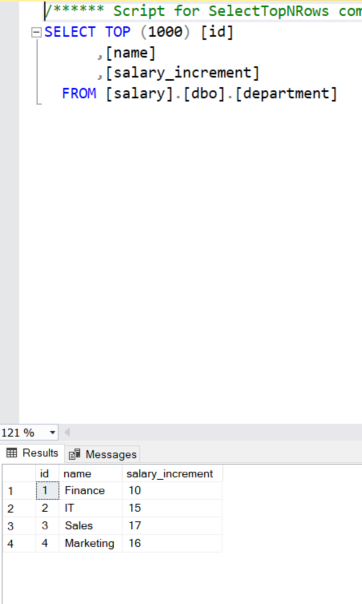 /****** Script for SelectTopNRows com
SELECT TOP (1000) [id]
,[name]
,[salary_increment]
FROM [salary].[dbo].[department]
121 %
Results Messages
id name salary_increment
1 1 Finance 10
2 2 IT 15
3 3 Sales 17
4 4 Marketing 16